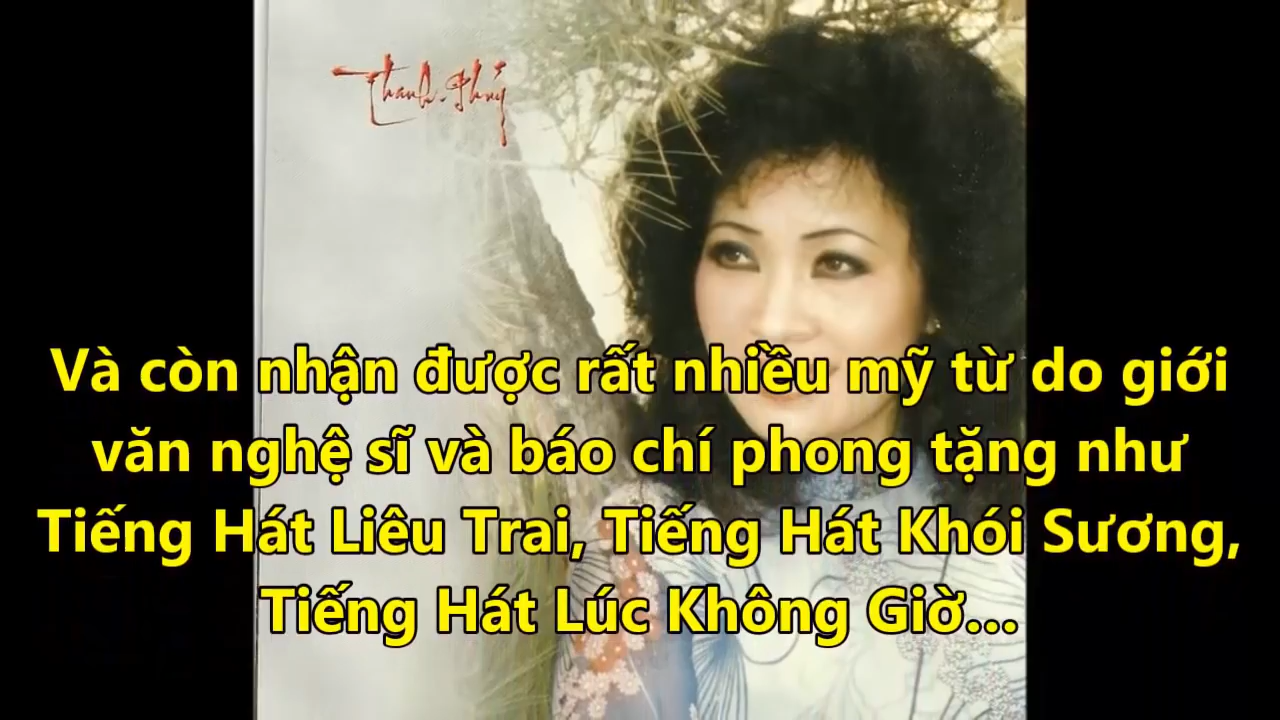 Thanh-Thúy
Và còn nhận được rất nhiều mỹ từ do giới
văn nghệ sĩ và báo chí phong tặng như
Tiếng Hát Liêu Trai, Tiếng Hát Khói Sương,
Tiếng Hát Lúc Không Giờ...